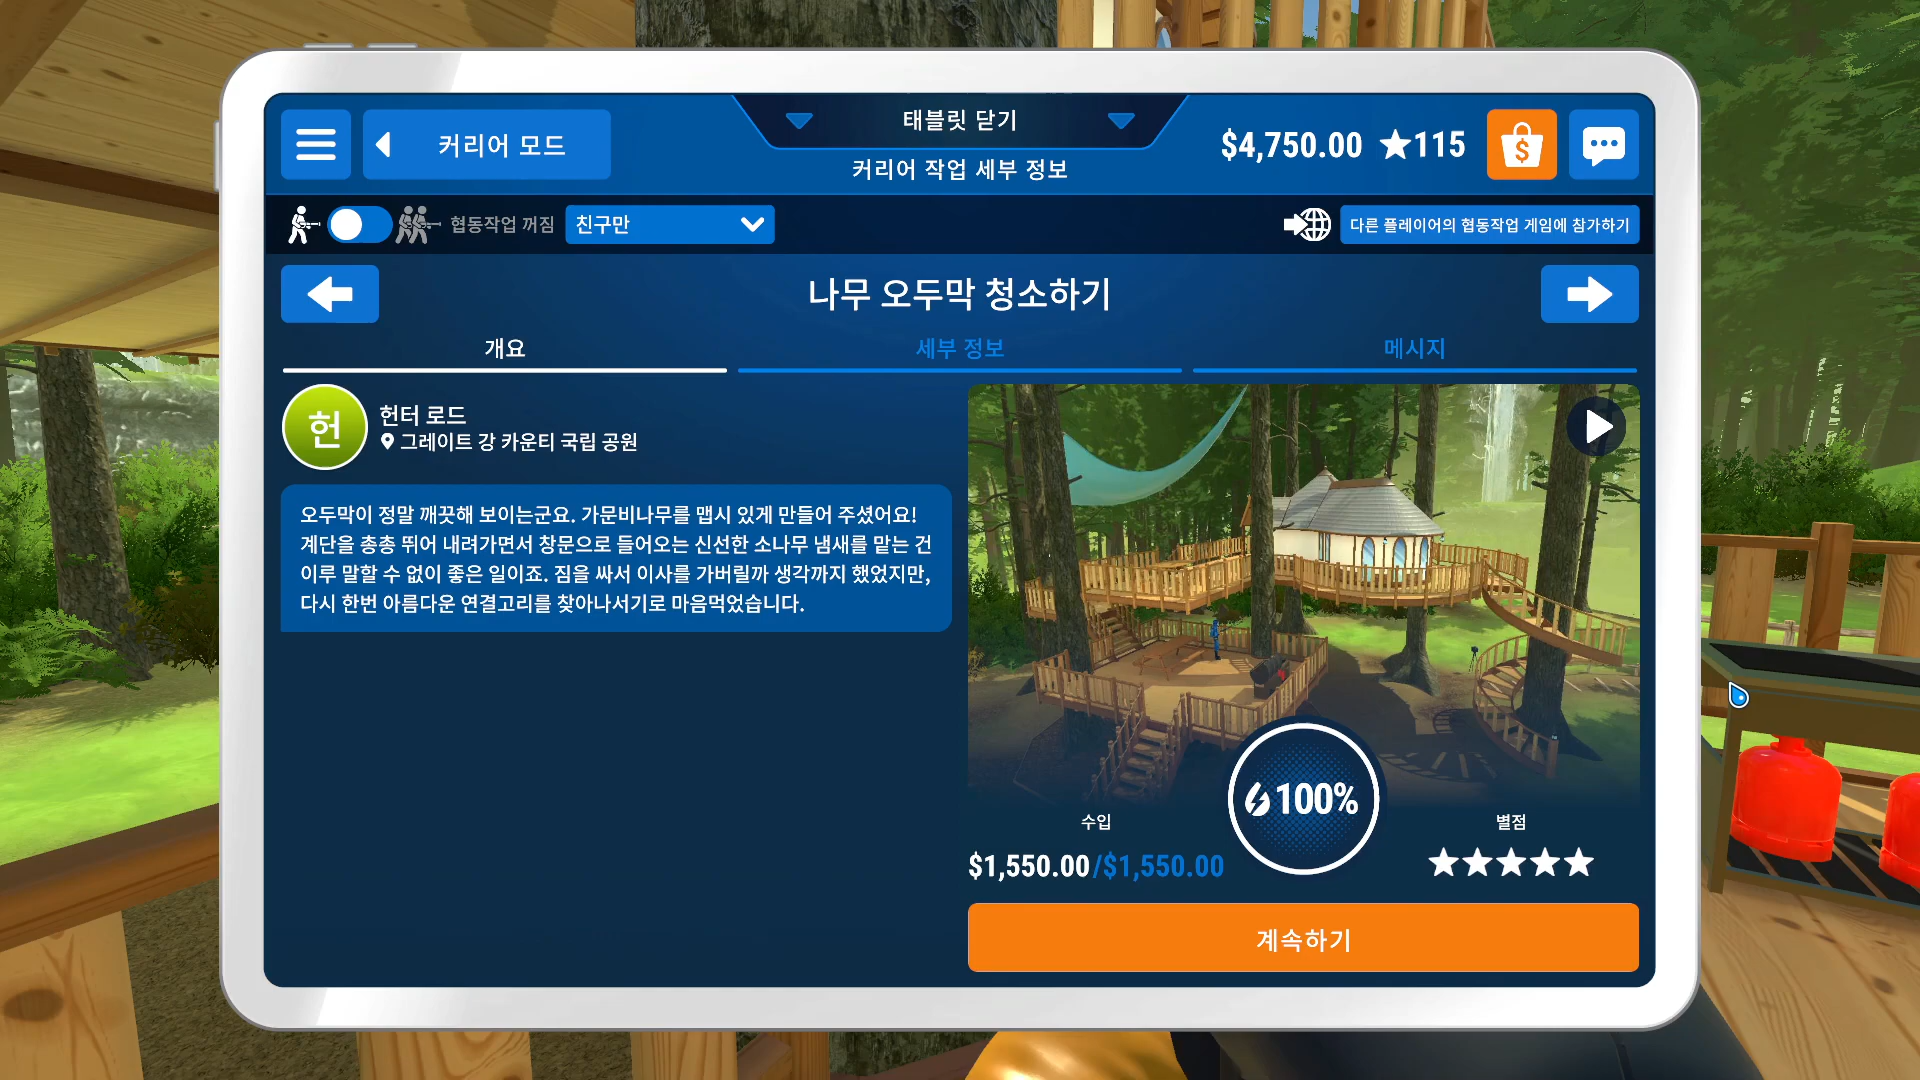 태블릿 닫기
커리어 모드
커리어 작업 세부 정보
$4,750.00 ★115
협동작업 꺼짐
친구만
다른 플레이어의 협동작업 게임에 참가하기
나무 오두막 청소하기
개요
세부 정보
메시지
헌
헌터 로드
그레이트 강 카운티 국립 공원
오두막이 정말 깨끗해 보이는군요. 가문비나무를 맵시 있게 만들어 주셨어요!
계단을 총총 뛰어 내려가면서 창문으로 들어오는 신선한 소나무 냄새를 맡는 건
이루 말할 수 없이 좋은 일이죠. 짐을 싸서 이사를 가버릴까 생각까지 했었지만,
다시 한번 아름다운 연결고리를 찾아나서기로 마음먹었습니다.
100%
수입
$1,550.00/$1,550.00
별점
★★★★★
계속하기